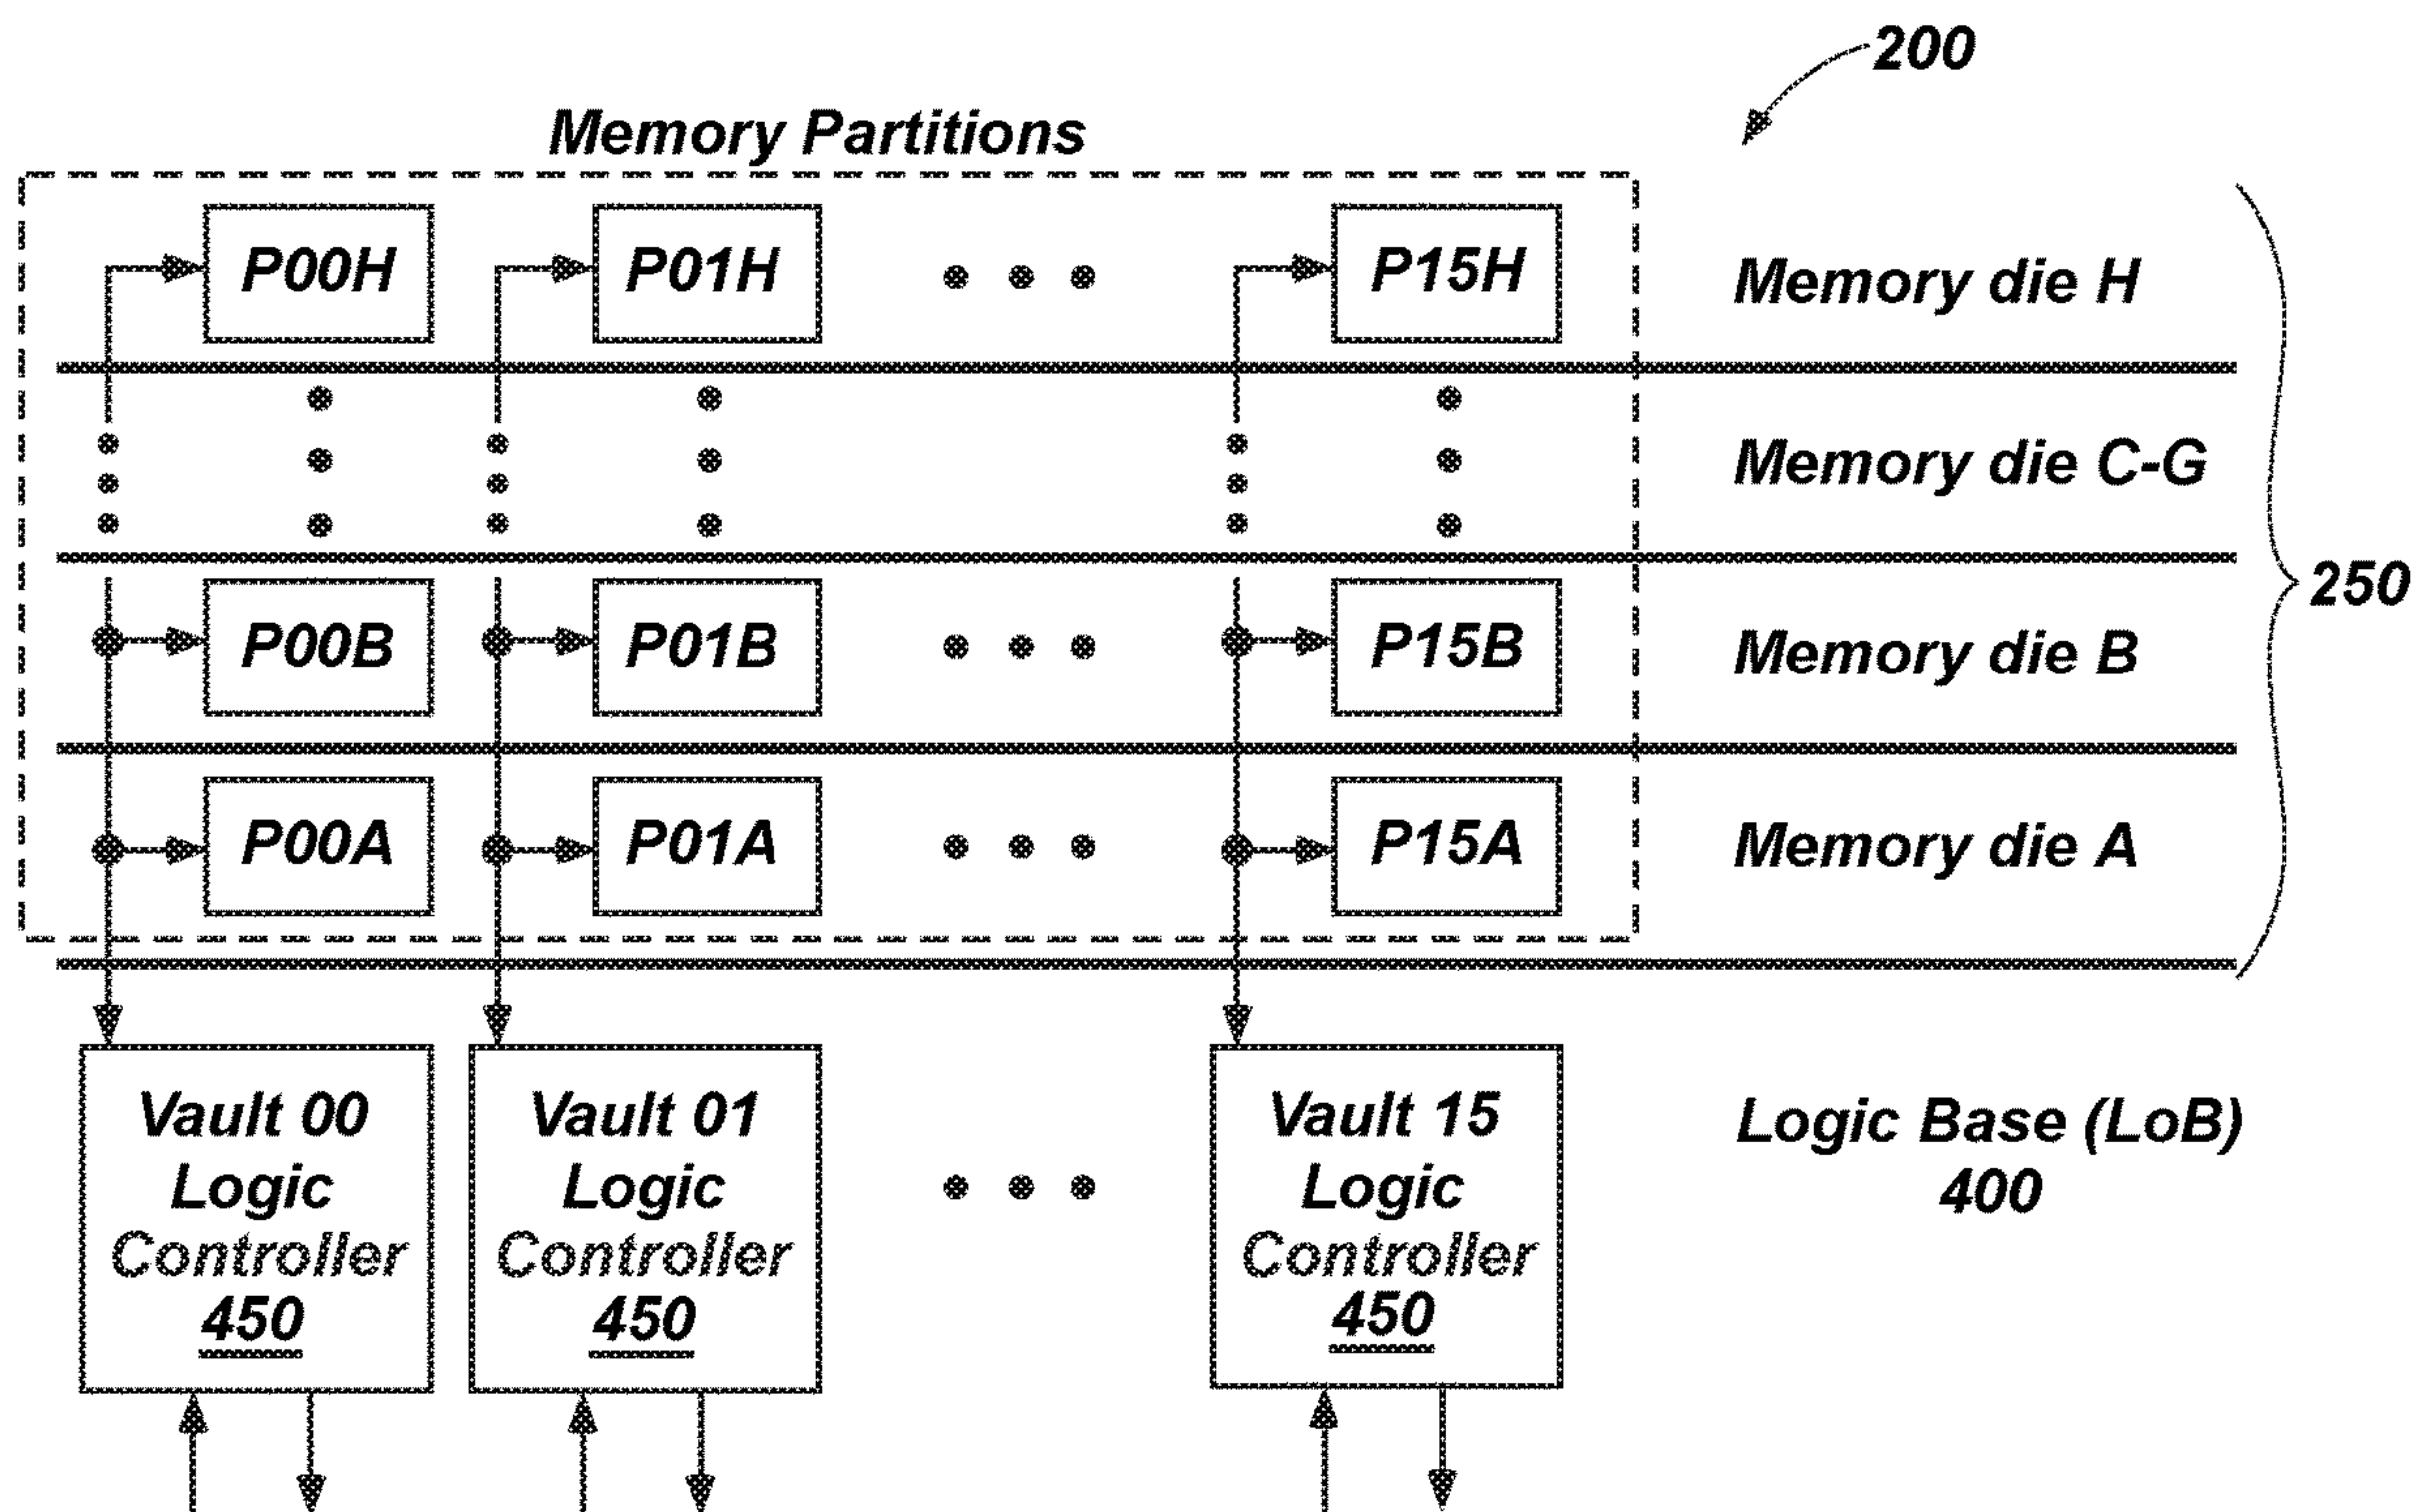 200
Memory Partitions
P00H P01H P15H Memory die H
Memory die C-G
250
P00B P01B P15B Memory die B
P00A P01A P15A Memory die A
Vault 00 Vault 01 Vault 15 Logic Base (LoB)
Logic Logic Logic 400
Controller Controller Controller
450 450 450